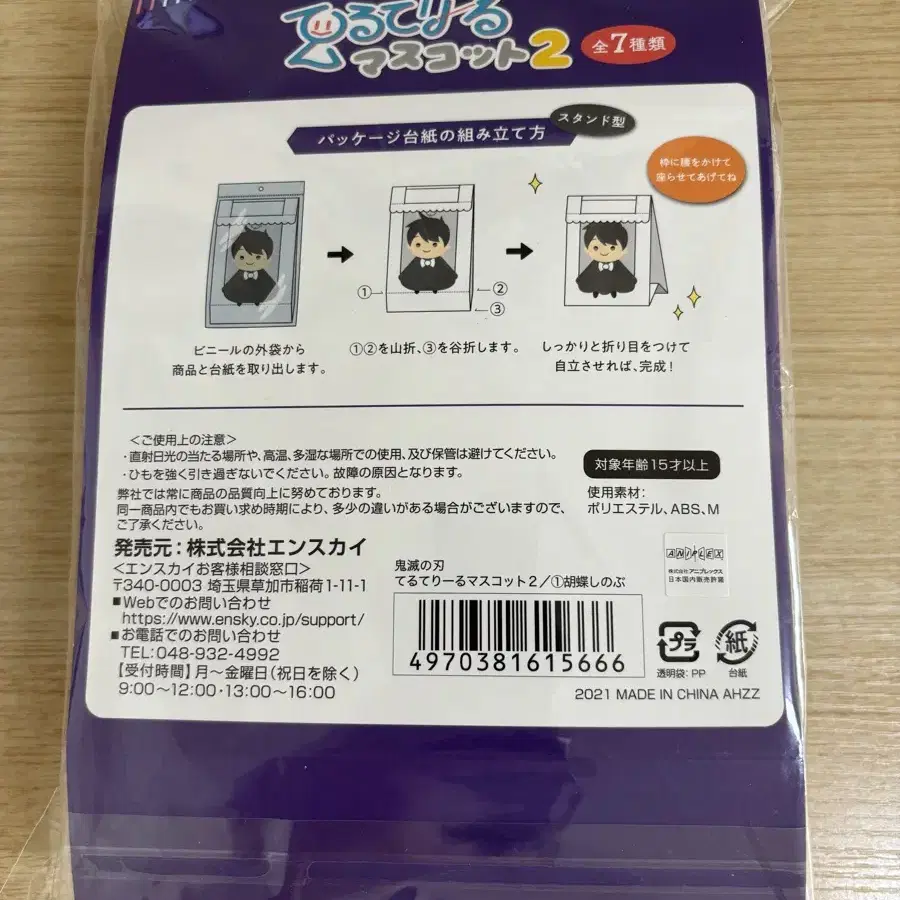 てるてりーる
マスコット2
全7種類
パッケージ台紙の組み立て方
スタンド型
枠に腰をかけて
座らせてあげてね
①
②
③
ビニールの外袋から
商品と台紙を取り出します。
①②を山折、③を谷折します。
しっかりと折り目をつけて
自立させれば、完成!
<ご使用上の注意>
・直射日光の当たる場所や、高温、多湿な場所での使用、及び保管は避けてください。
・ひもを強く引き過ぎないでください。故障の原因となります。
弊社では常に商品の品質向上に努めております。
同一商品内でもお買い求め時期により、多少の違いがある場合がございますので、
ご了承ください。
対象年齢15才以上
使用素材:
ポリエステル、ABS、M
発売元:株式会社エンスカイ
<エンスカイお客様相談窓口>
〒340-0003 埼玉県草加市稲荷1-11-1
■Webでのお問い合わせ
https://www.ensky.co.jp/support/
■お電話でのお問い合わせ
TEL:048-932-4992
【受付時間】月〜金曜日(祝日を除く)
9:00〜12:00・13:00〜16:00
鬼滅の刃
てるてりーるマスコット2/①胡蝶しのぶ
4970381615666
ANIPLEX
株式会社アニプレックス
日本国内販売許諾
プラ
透明袋:PP
紙
台紙
2021 MADE IN CHINA AHZZ